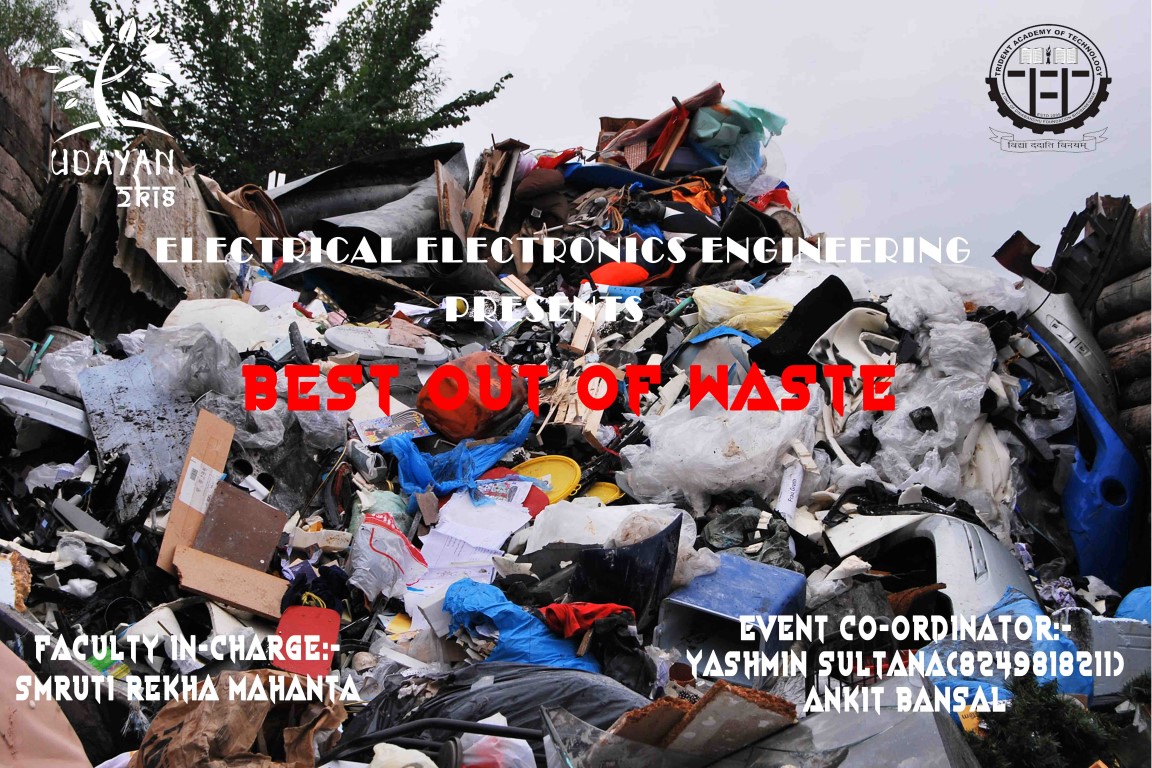 UDAYAN
2K18
TRIDENT ACADEMY OF TECHNOLOGY
TET
विद्या ददाति विनयम्
ELECTRICAL ELECTRONICS ENGINEERING
PRESENTS
BEST OUT OF WASTE
FACULTY IN-CHARGE:-
SMRUTI REKHA MAHANTA
EVENT CO-ORDINATOR:-
YASHMIN SULTANA(8249818211)
ANKIT BANSAL